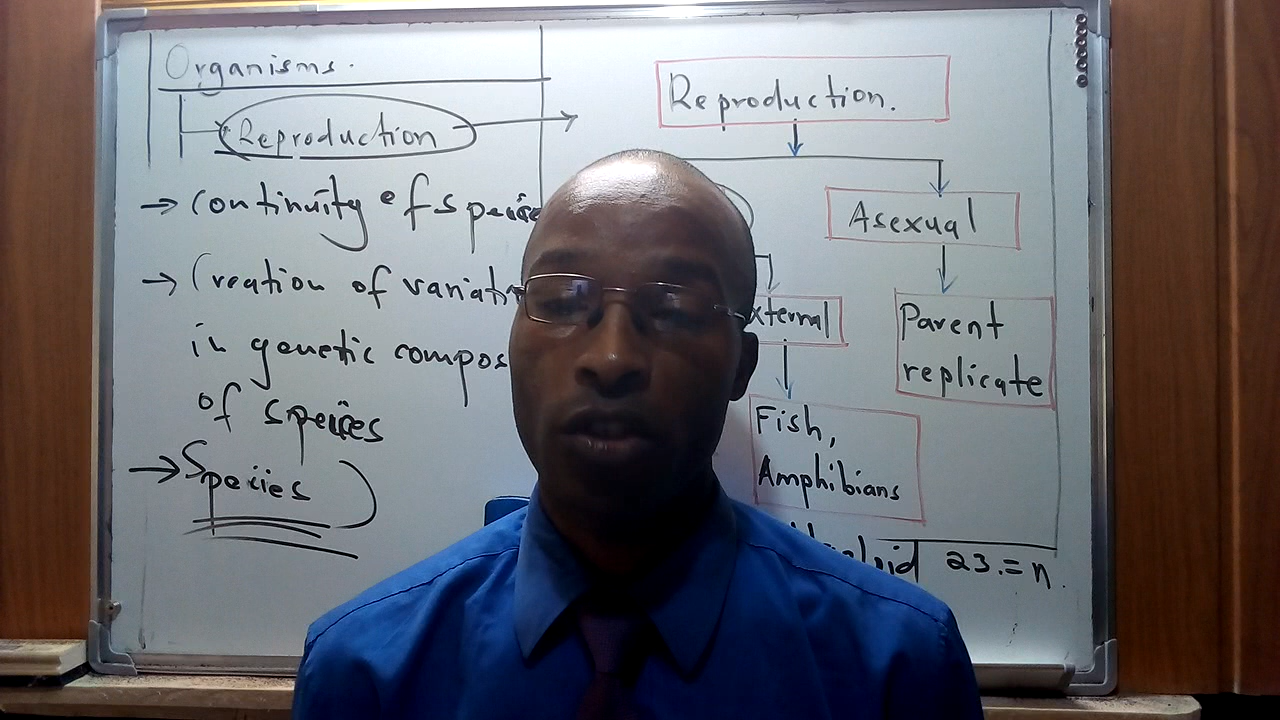 Organisms.
Reproduction
→ Continuity of species
→ Creation of variat
in genetic compos
of species
→ Species
Reproduction.
Asexual
xternal
Parent
replicate
Fish,
Amphibians
loid 23.=n.